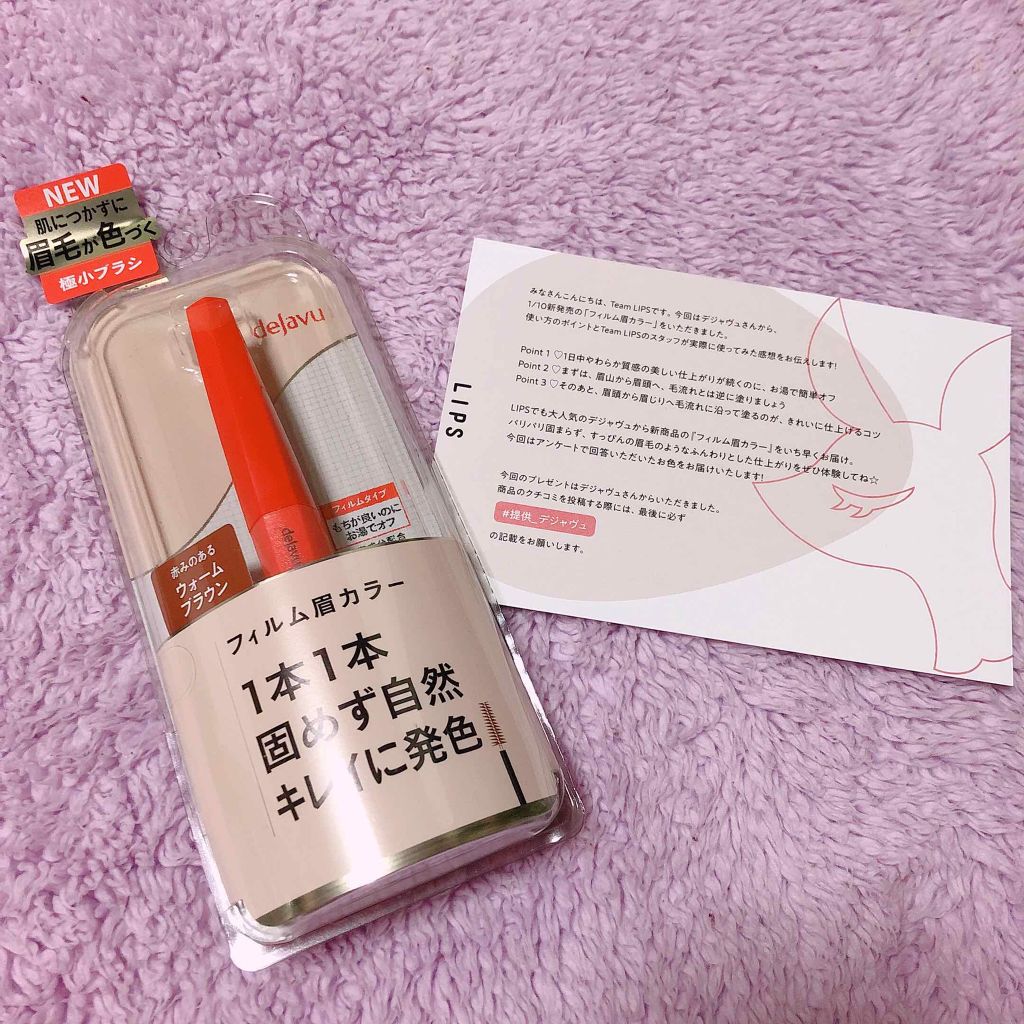 NEW
肌につかずに
眉毛が色づく
極小ブラシ
dejavu
dejavu
フィルムタイプ
もちが良いのに
お湯でオフ
赤みのある
ウォーム
ブラウン
フィルム眉カラー
1本1本
固めず自然
キレイに発色
LIPS
みなさんこんにちは、Team LIPSです。今回はデジャヴュさんから、
1/10新発売の「フィルム眉カラー」をいただきました。
使い方のポイントとTeam LIPSのスタッフが実際に使ってみた感想をお伝えします!
Point 1 ♡1日中やわらか質感の美しい仕上がりが続くのに、お湯で簡単オフ
Point 2 ♡まずは、眉山から眉頭へ、毛流れとは逆に塗りましょう
Point 3 ♡そのあと、眉頭から眉じりへ毛流れに沿って塗るのが、きれいに仕上げるコツ
LIPSでも大人気のデジャヴュから新商品の『フィルム眉カラー』をいち早くお届け。
バリバリ固まらず、すっぴんの眉毛のようなふんわりとした仕上がりをぜひ体験してね☆
今回はアンケートで回答いただいたお色をお届けいたします!
今回のプレゼントはデジャヴュさんからいただきました。
商品のクチコミを投稿する際には、最後に必ず
#提供_デジャヴュ
の記載をお願いします。